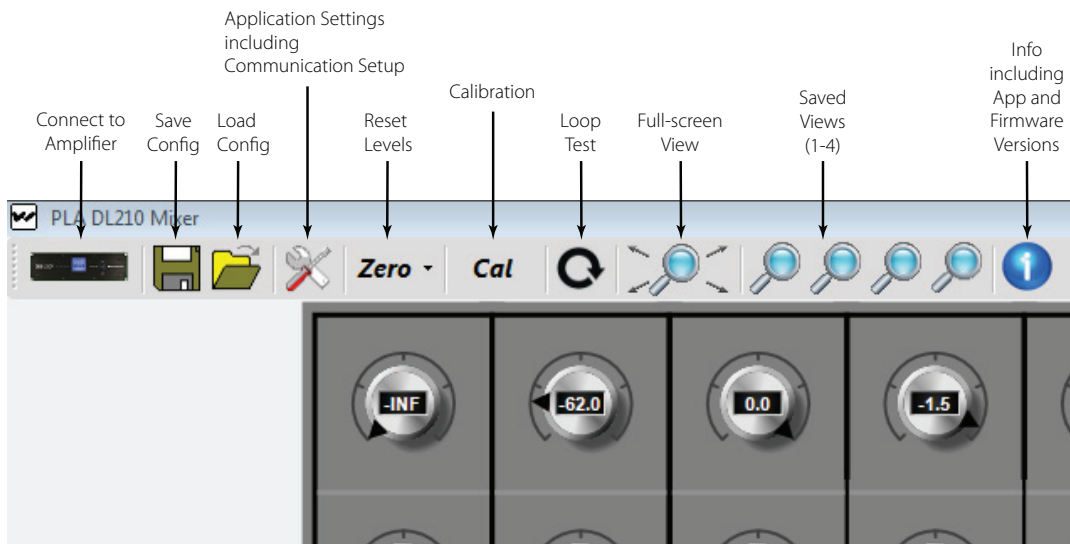 Application Settings
including
Communication Setup
Connect to
Amplifier
Save
Config
Load
Config
Reset
Levels
Calibration
Loop
Test
Full-screen
View
Saved
Views
(1-4)
Info
including
App and
Firmware
Versions
PLA DL210 Mixer
Zero
Cal
i
-INF
-62.0
0.0
-1.5